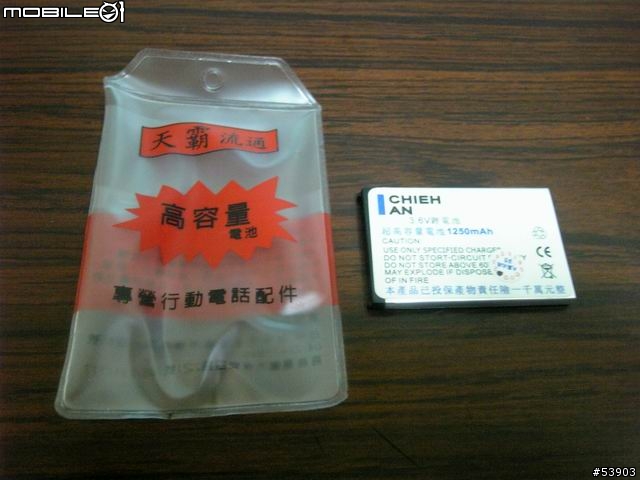 MOBILE01
天霸流通
高容量
電池
專營行動電話配件
CHIEH
AN
3.6V鋰電池
超高容量電池1250mAh
CAUTION:
USE ONLY SPECIFIED CHARGER
DO NOT STORT-CIRCUIT
DO NOT STORE ABOVE 60
MAY EXPLODE IF DISPOSE
OF IN FIRE
CE
本產品已投保產物責任險一千萬元整
#53903